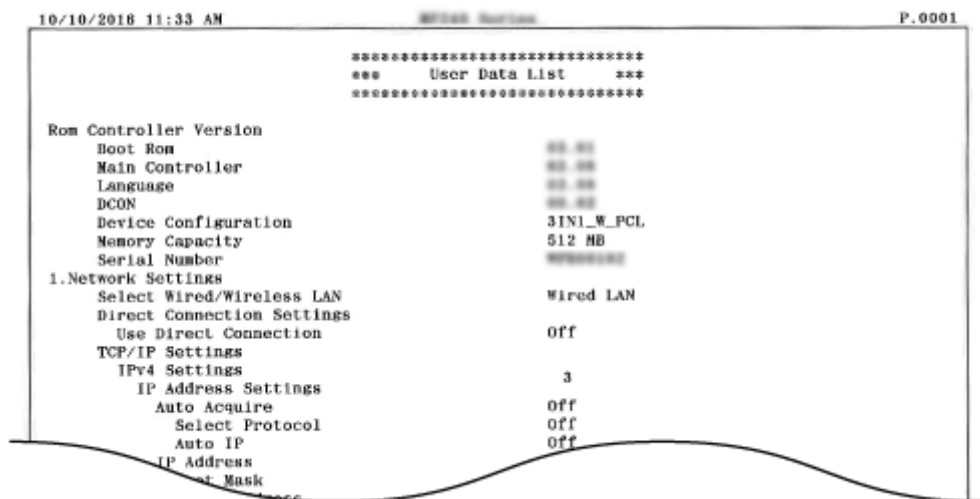 10/10/2016 11:33 AM P.0001
******************************
*** User Data List ***
******************************
Rom Controller Version
Boot Rom
Main Controller
Language
DCON
Device Configuration 3IN1_W_PCL
Memory Capacity 512 MB
Serial Number
1.Network Settings
Select Wired/Wireless LAN Wired LAN
Direct Connection Settings
Use Direct Connection Off
TCP/IP Settings
IPv4 Settings
3
IP Address Settings
Auto Acquire Off
Select Protocol Off
Auto IP Off
IP Address
Mask